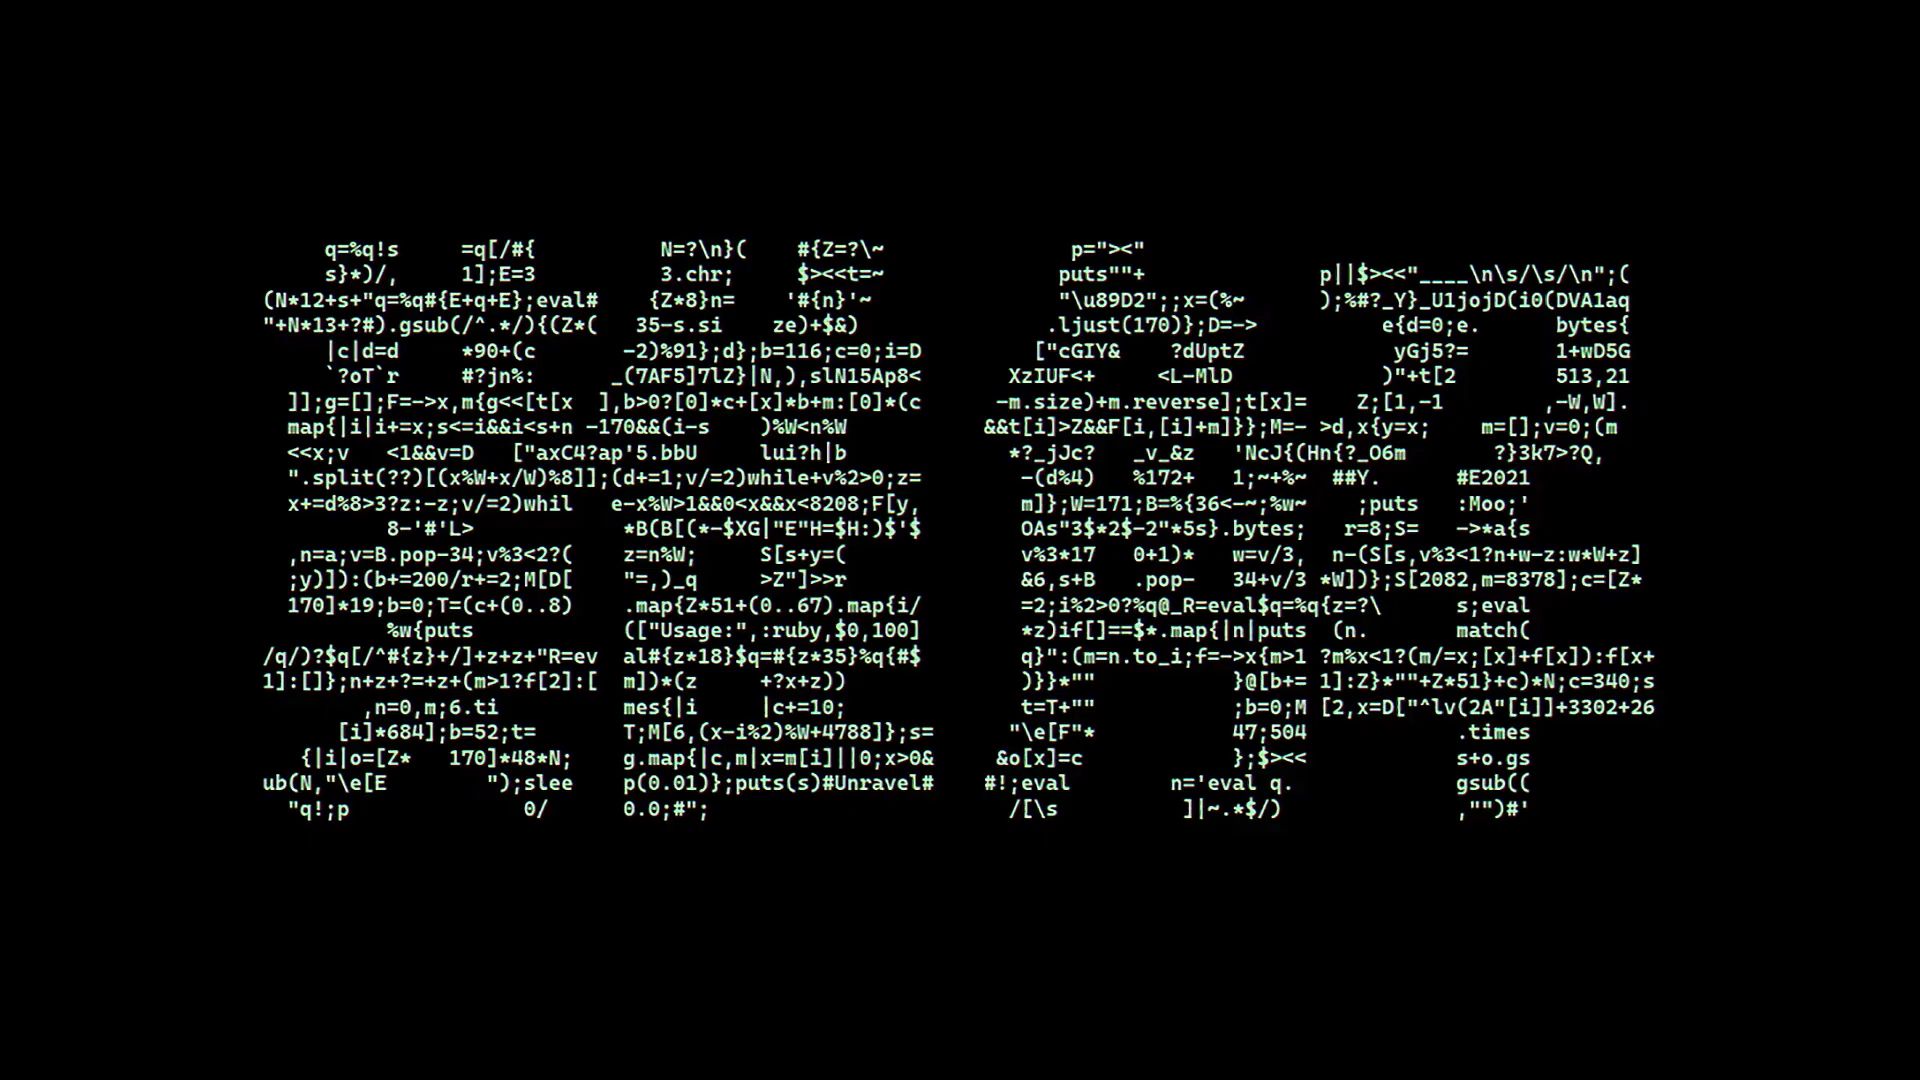 q=%q!s     =q[/#{          N=?\n}(    #{Z=?\~               p="><"
s}*)/,     1];E=3          3.chr;     $><<t=~              puts""+              p||$><<"____\n\s/\s/\n";(
(N*12+s+"q=%q#{E+q+E};eval#    {Z*8}n=    '#{n}'~               "\u89D2";;x=(%~      );%#?_Y}_U1jojD(i0(DVA1aq
"+N*13+?#).gsub(/^.*/){(Z*(   35-s.si    ze)+$&)               .ljust(170)};D=->          e{d=0;e.      bytes{
|c|d=d     *90+(c       -2)%91};d};b=116;c=0;i=D         ["cGIY&    ?dUptZ            yGj5?=       1+wD5G
`?oT`r     #?jn%:      _(7AF5]7lZ}|N,),slN15Ap8<       XzIUF<+     <L-MlD            )"+t[2        513,21
]];g=[];F=->x,m{g<<[t[x  ],b>0?[0]*c+[x]*b+m:[0]*(c      -m.size)+m.reverse];t[x]=    Z;[1,-1        ,-W,W].
map{|i|i+=x;s<=i&&i<s+n -170&&(i-s    )%W<n%W           &&t[i]>Z&&F[i,[i]+m]}};M=- >d,x{y=x;    m=[];v=0;(m
<<x;v   <1&&v=D   ["axC4?ap'5.bbU     lui?h|b             *?_jJc?   _v_&z   'NcJ{(Hn{?_O6m       ?}3k7>?Q,
".split(??)[(x%W+x/W)%8]];(d+=1;v/=2)while+v%2>0;z=        -(d%4)   %172+   1;~+%~  ##Y.      #E2021
x+=d%8>3?z:-z;v/=2)whil   e-x%W>1&&0<x&&x<8208;F[y,        m]}};W=171;B=%{36<-~;%w~    ;puts   :Moo;'
8-'#'L>            *B(B[(*-$XG|"E"H=$H:)$'$        OAs"3$*2$-2"*5s}.bytes;   r=8;S=   ->*a{s
,n=a;v=B.pop-34;v%3<2?(    z=n%W;     S[s+y=(              v%3*17   0+1)*   w=v/3,  n-(S[s,v%3<1?n+w-z:w*W+z]
;y)]):(b+=200/r+=2;M[D[    "=,)_q     >Z"]>>r              &6,s+B   .pop-   34+v/3 *W])};S[2082,m=8378];c=[Z*
170]*19;b=0;T=(c+(0..8)    .map{Z*51+(0..67).map{i/        =2;i%2>0?%q@_R=eval$q=%q{z=?\      s;eval
%w{puts            (["Usage:",:ruby,$0,100]        *z)if[]==$*.map{|n|puts  (n.       match(
/q/)?$q[/^#{z}+/]+z+z+"R=ev  al#{z*18}$q=#{z*35}%q{#$        q}":(m=n.to_i;f=->x{m>1 ?m%x<1?(m/=x;[x]+f[x]):f[x+
1]:[]};n+z+?=+z+(m>1?f[2]:[  m])*(z     +?x+z))              )}}*""           }@[b+= 1]:Z}*""+Z*51}+c)*N;c=340;s
,n=0,m;6.ti          mes{|i     |c+=10;              t=T+""           ;b=0;M [2,x=D["^lv(2A"[i]]+3302+26
[i]*684];b=52;t=       T;M[6,(x-i%2)%W+4788]};s=      "\e[F"*           47;504            .times
{|i|o=[Z*   170]*48*N;    g.map{|c,m|x=m[i]||0;x>0&     &o[x]=c            };$><<            s+o.gs
ub(N,"\e[E        ");slee    p(0.01)};puts(s)#Unravel#    #!;eval        n='eval q.             gsub((
"q!;p              0/      0.0;#";                        /[\s          ]|~.*$/)              ,"")#'